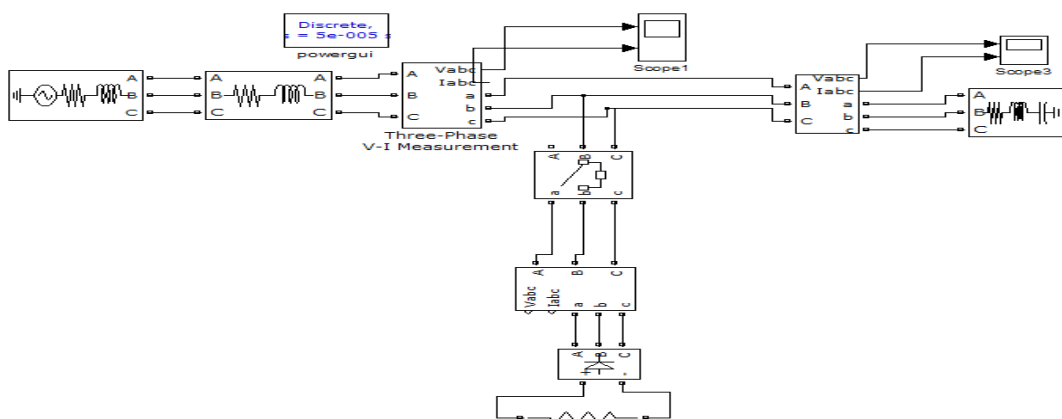 Discrete,
s = 5e-005 s
powergui
Scope1
Scope3
A A A A Vabc
B B B B Iabc
C C C C a
b
c
Three-Phase
V-I Measurement
A Vabc
B Iabc
C a
b
c
A
B
C
A B C
a b c
A B C
Vabc Iabc a b c
A B C
+ -